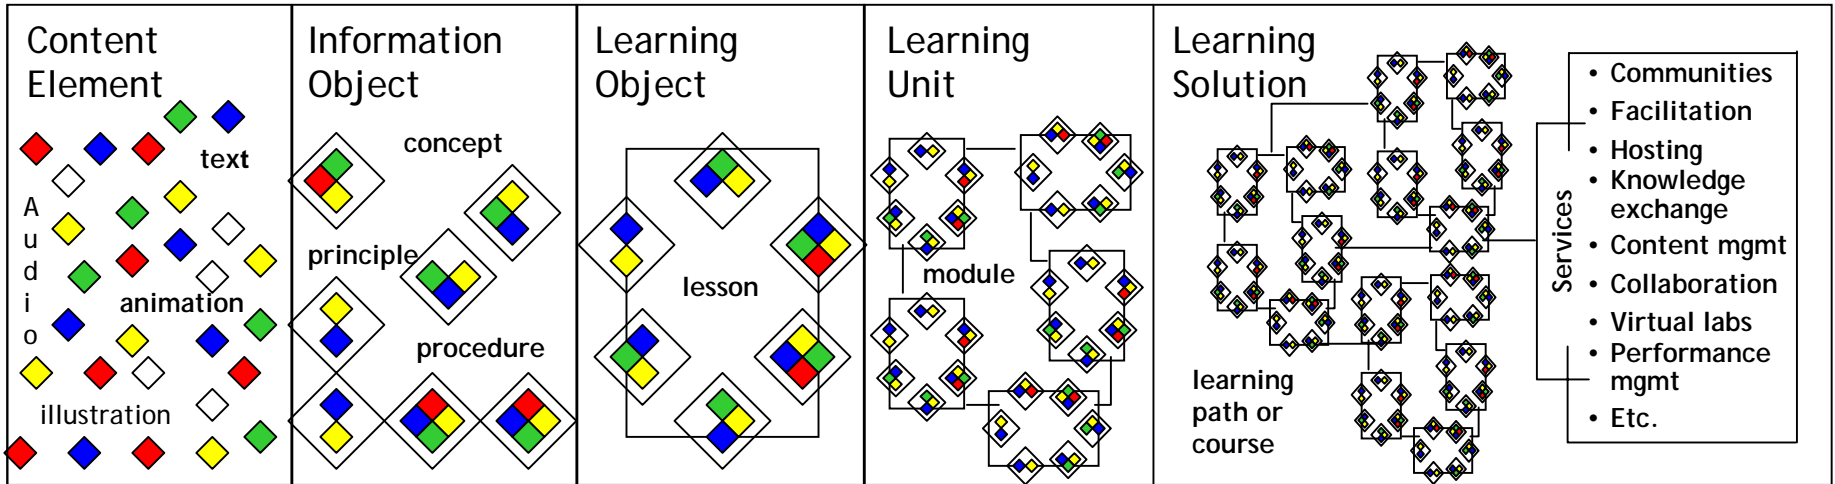 Content
Element
text
Audio
animation
illustration
Information
Object
concept
principle
procedure
Learning
Object
lesson
Learning
Unit
module
Learning
Solution
learning
path or
course
Services
• Communities
• Facilitation
• Hosting
• Knowledge
exchange
• Content mgmt
• Collaboration
• Virtual labs
• Performance
mgmt
• Etc.